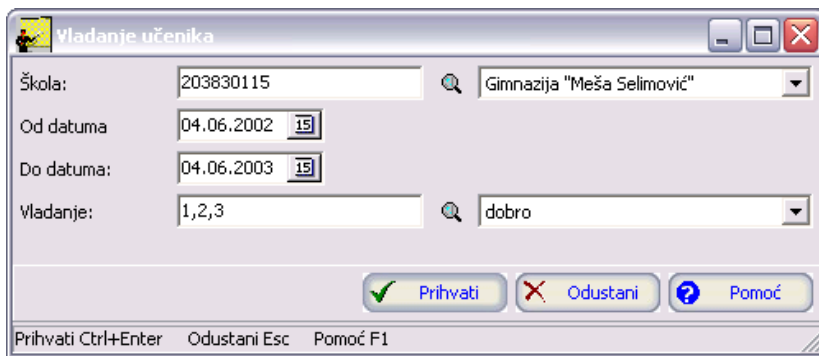 Vladanje učenika
Škola: 203830115 Gimnazija "Meša Selimović"
Od datuma 04.06.2002 15
Do datuma: 04.06.2003 15
Vladanje: 1,2,3 dobro
Prihvati Odustani ? Pomoć
Prihvati Ctrl+Enter Odustani Esc Pomoć F1